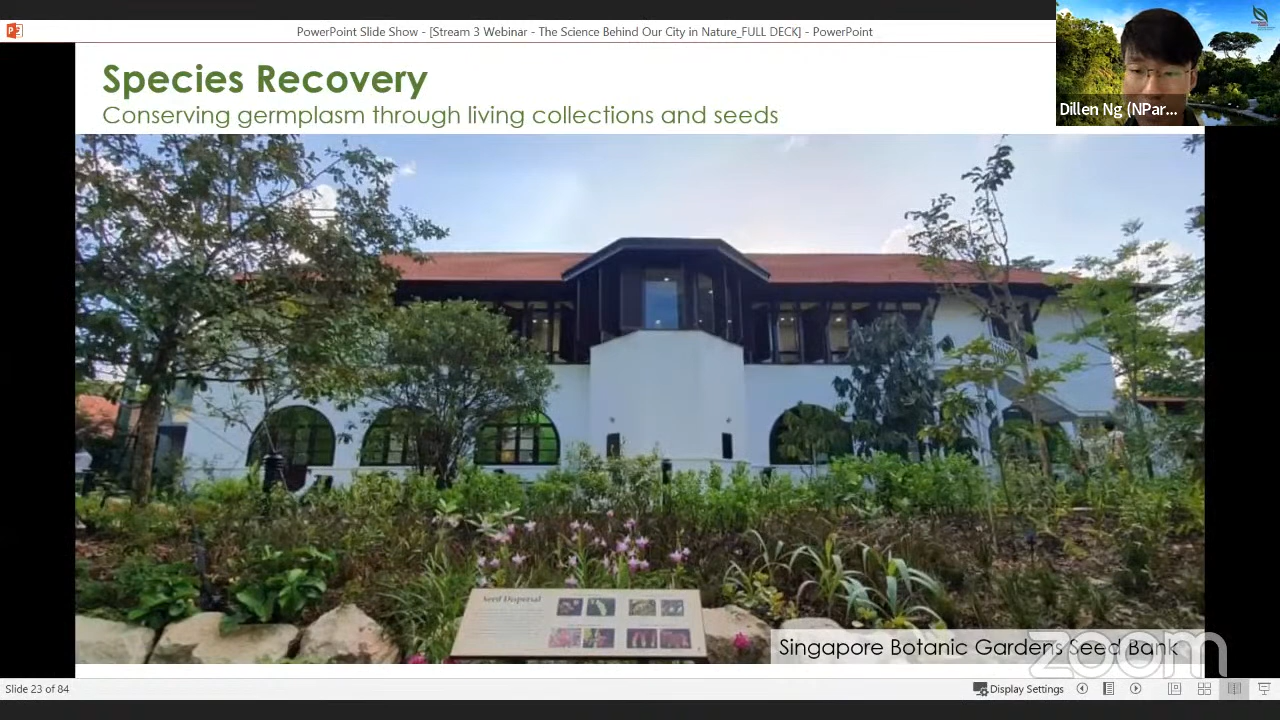 PowerPoint Slide Show - [Stream 3 Webinar - The Science Behind Our City in Nature_FULL DECK] - PowerPoint
Species Recovery
Conserving germplasm through living collections and seeds
Dillen Ng (NPar...
Seed Dispersal
Singapore Botanic Gardens Seed Bank
zoom
Slide 23 of 84
Display Settings